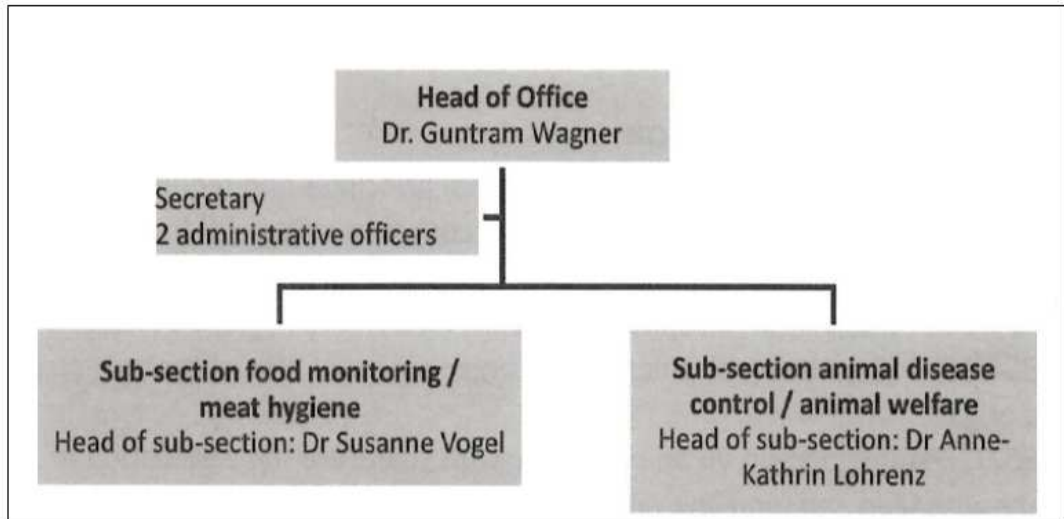 Head of Office
Dr. Guntram Wagner
Secretary
2 administrative officers
Sub-section food monitoring /
meat hygiene
Head of sub-section: Dr Susanne Vogel
Sub-section animal disease
control / animal welfare
Head of sub-section: Dr Anne-
Kathrin Lohrenz